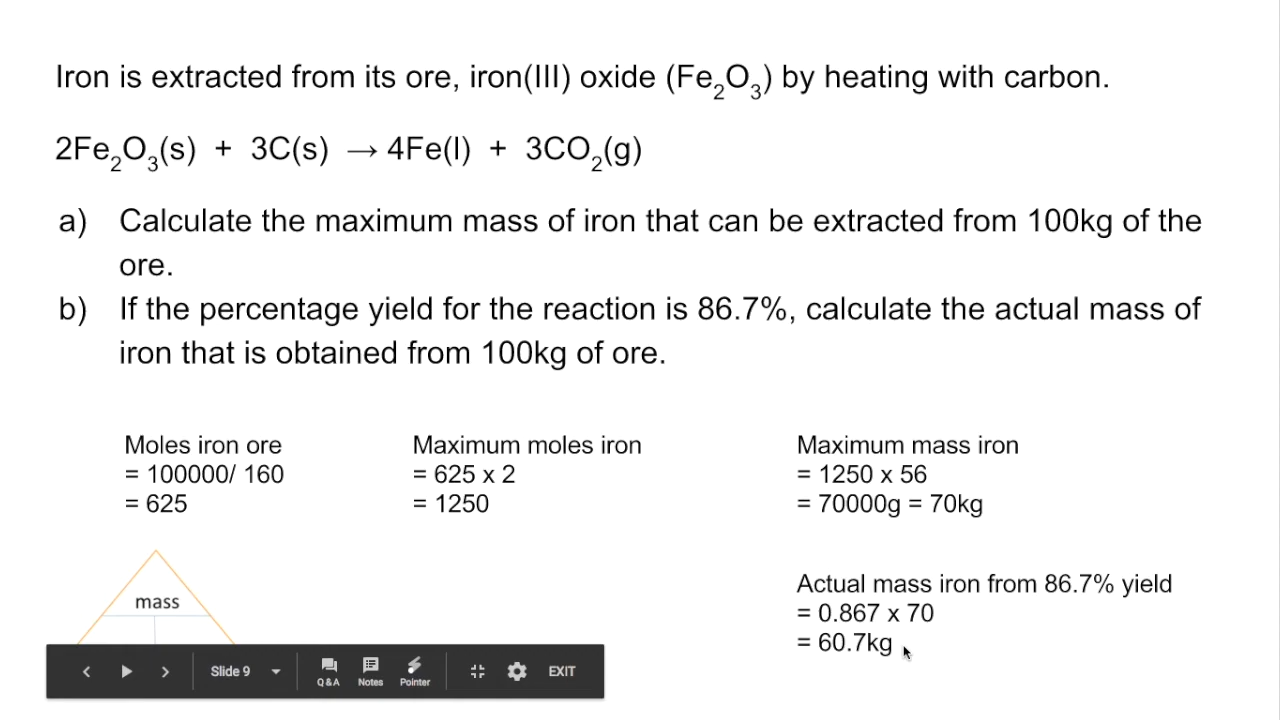 Iron is extracted from its ore, iron(III) oxide (Fe₂O₃) by heating with carbon.
2Fe₂O₃(s) + 3C(s) → 4Fe(l) + 3CO₂(g)
a) Calculate the maximum mass of iron that can be extracted from 100kg of the
ore.
b) If the percentage yield for the reaction is 86.7%, calculate the actual mass of
iron that is obtained from 100kg of ore.
Moles iron ore
= 100000/ 160
= 625
Maximum moles iron
= 625 x 2
= 1250
Maximum mass iron
= 1250 x 56
= 70000g = 70kg
Actual mass iron from 86.7% yield
= 0.867 x 70
= 60.7kg
mass
Slide 9
Q&A
Notes
Pointer
EXIT